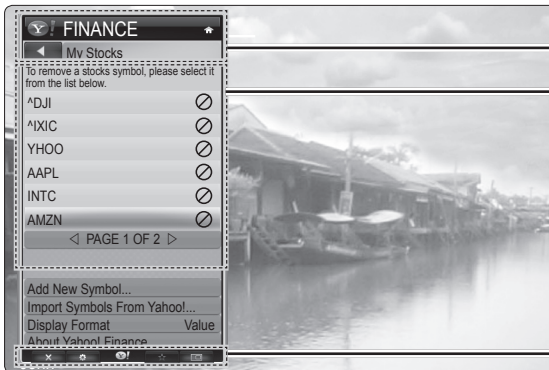 Y! FINANCE
My Stocks
To remove a stocks symbol, please select it
from the list below.
^DJI
^IXIC
YHOO
AAPL
INTC
AMZN
PAGE 1 OF 2
Add New Symbol...
Import Symbols From Yahoo!...
Display Format Value
About Yahoo! Finance
Y!